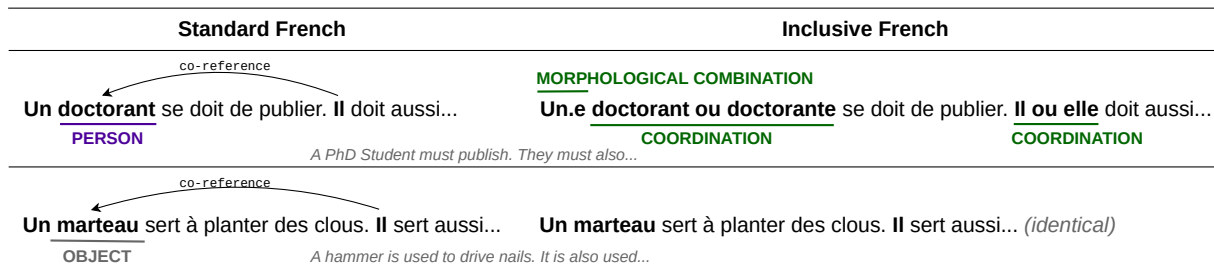 Standard French Inclusive French
co-reference
MORPHOLOGICAL COMBINATION
Un doctorant se doit de publier. Il doit aussi... Un.e doctorant ou doctorante se doit de publier. Il ou elle doit aussi...
PERSON COORDINATION COORDINATION
A PhD Student must publish. They must also...
co-reference
Un marteau sert à planter des clous. Il sert aussi... Un marteau sert à planter des clous. Il sert aussi... (identical)
OBJECT A hammer is used to drive nails. It is also used...